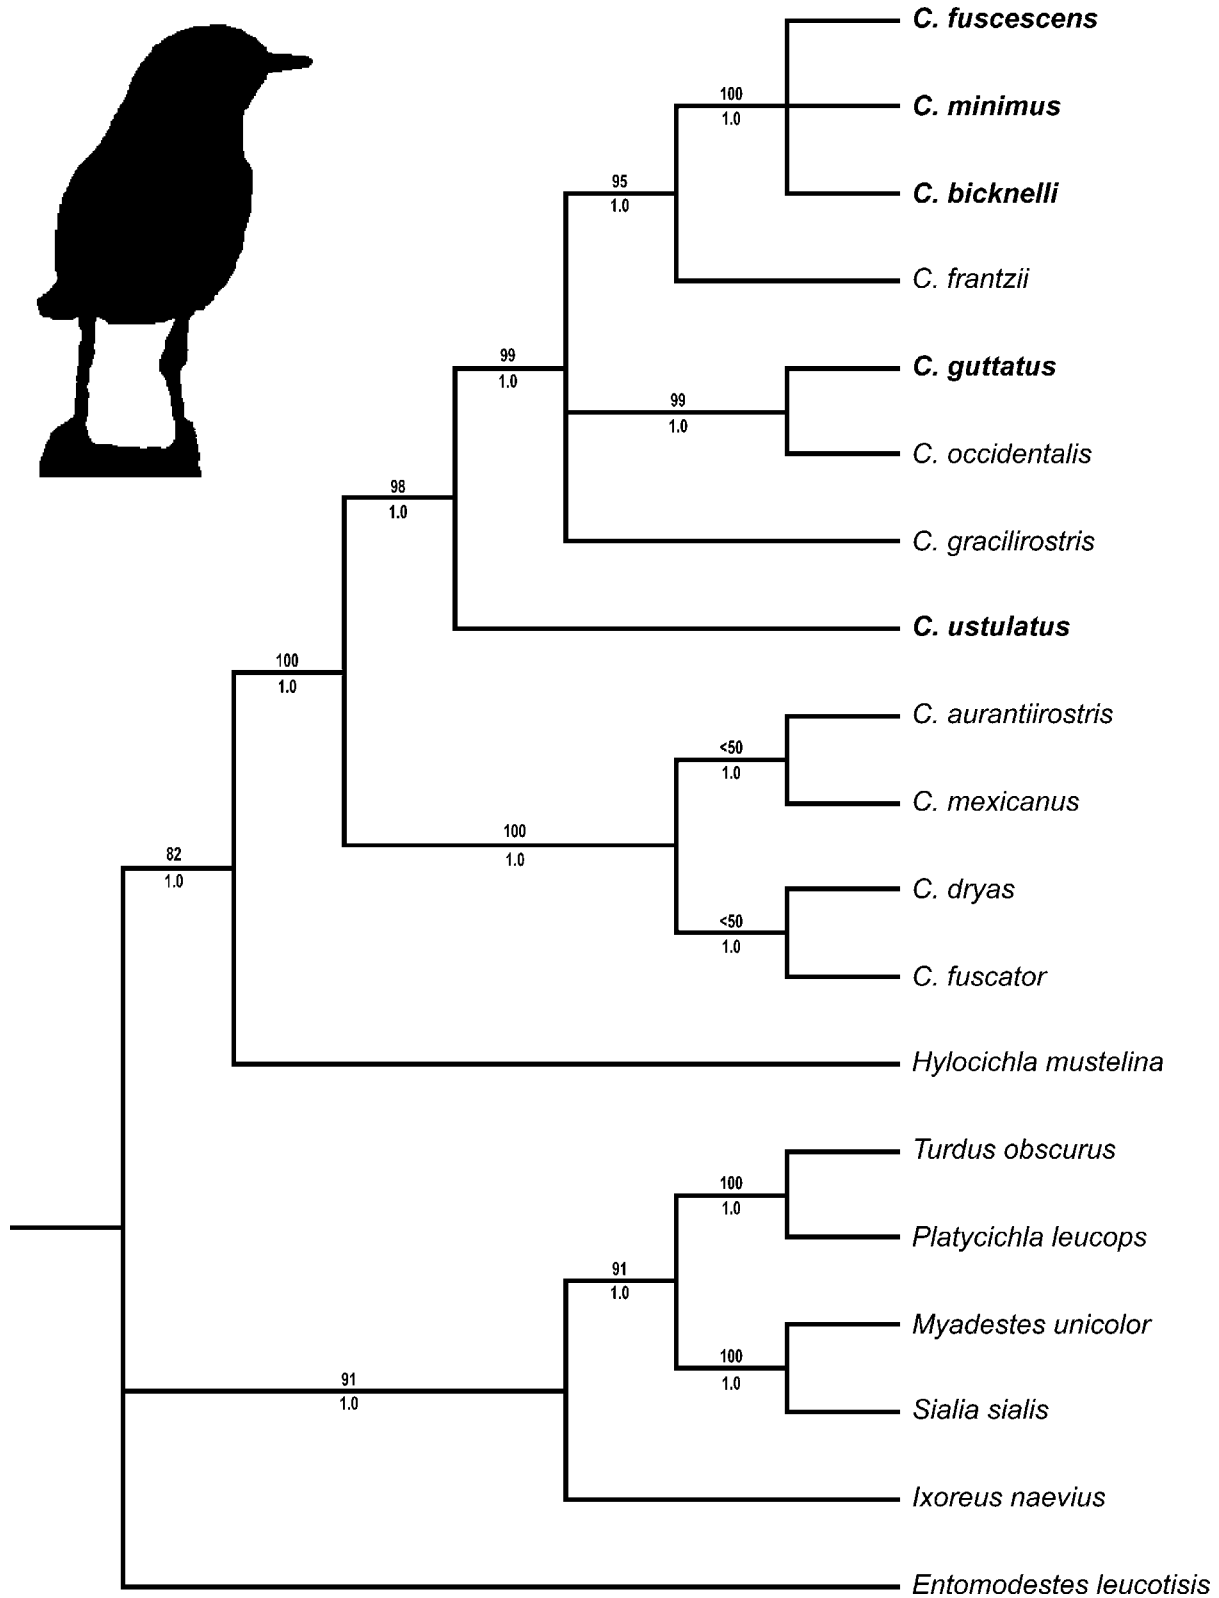 C. fuscescens
100
1.0
C. minimus
95
1.0
C. bicknelli
C. frantzii
99
1.0
C. guttatus
99
1.0
C. occidentalis
98
1.0
C. gracilirostris
C. ustulatus
100
1.0
C. aurantiirostris
<50
1.0
C. mexicanus
100
1.0
82
1.0
C. dryas
<50
1.0
C. fuscator
Hylocichla mustelina
Turdus obscurus
100
1.0
Platycichla leucops
91
1.0
Myadestes unicolor
100
1.0
91
1.0
Sialia sialis
Ixoreus naevius
Entomodestes leucotisis